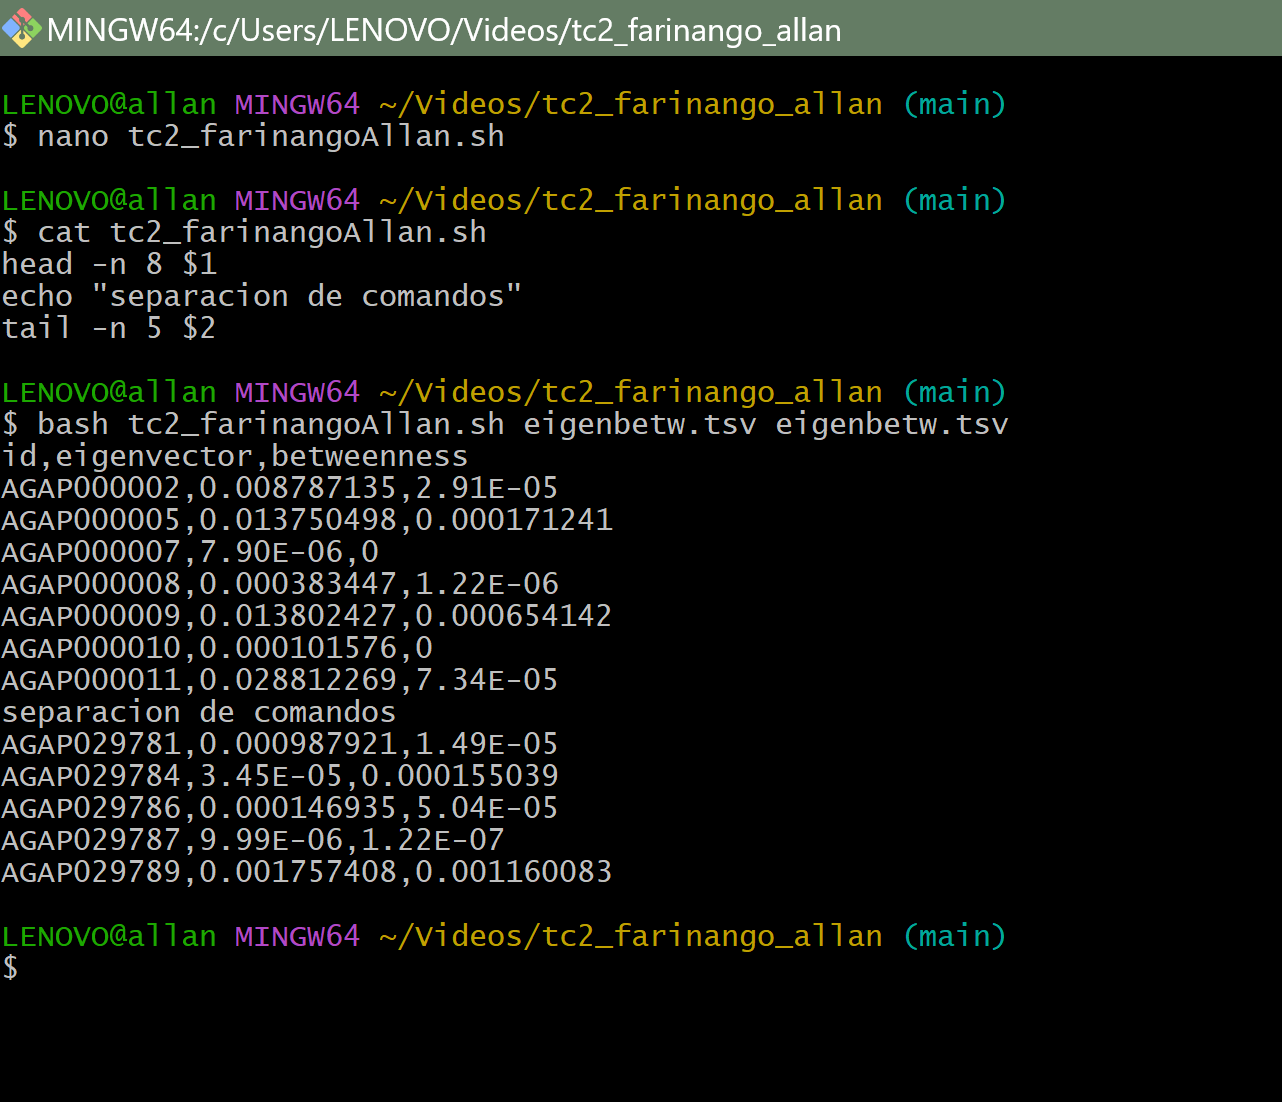 MINGW64:/c/Users/LENOVO/Videos/tc2_farinango_allan
LENOVO@allan MINGW64 ~/Videos/tc2_farinango_allan (main)
$ nano tc2_farinangoAllan.sh
LENOVO@allan MINGW64 ~/Videos/tc2_farinango_allan (main)
$ cat tc2_farinangoAllan.sh
head -n 8 $1
echo "separacion de comandos"
tail -n 5 $2
LENOVO@allan MINGW64 ~/Videos/tc2_farinango_allan (main)
$ bash tc2_farinangoAllan.sh eigenbetw.tsv eigenbetw.tsv
id,eigenvector,betweenness
AGAP000002,0.008787135,2.91E-05
AGAP000005,0.013750498,0.000171241
AGAP000007,7.90E-06,0
AGAP000008,0.000383447,1.22E-06
AGAP000009,0.013802427,0.000654142
AGAP000010,0.000101576,0
AGAP000011,0.028812269,7.34E-05
separacion de comandos
AGAP029781,0.000987921,1.49E-05
AGAP029784,3.45E-05,0.000155039
AGAP029786,0.000146935,5.04E-05
AGAP029787,9.99E-06,1.22E-07
AGAP029789,0.001757408,0.001160083
LENOVO@allan MINGW64 ~/Videos/tc2_farinango_allan (main)
$